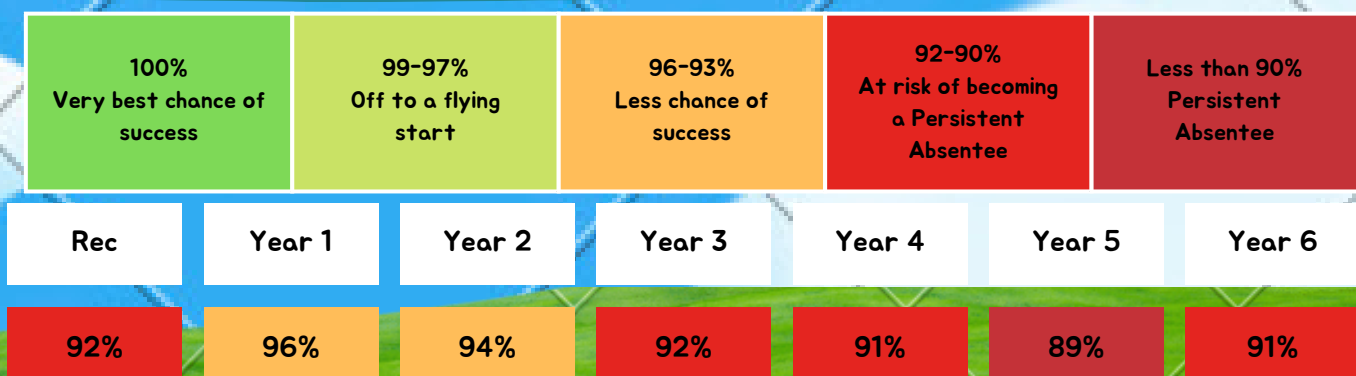 100%
Very best chance of
success
99-97%
Off to a flying
start
96-93%
Less chance of
success
92-90%
At risk of becoming
a Persistent
Absentee
Less than 90%
Persistent
Absentee
Rec
Year 1
Year 2
Year 3
Year 4
Year 5
Year 6
92%
96%
94%
92%
91%
89%
91%